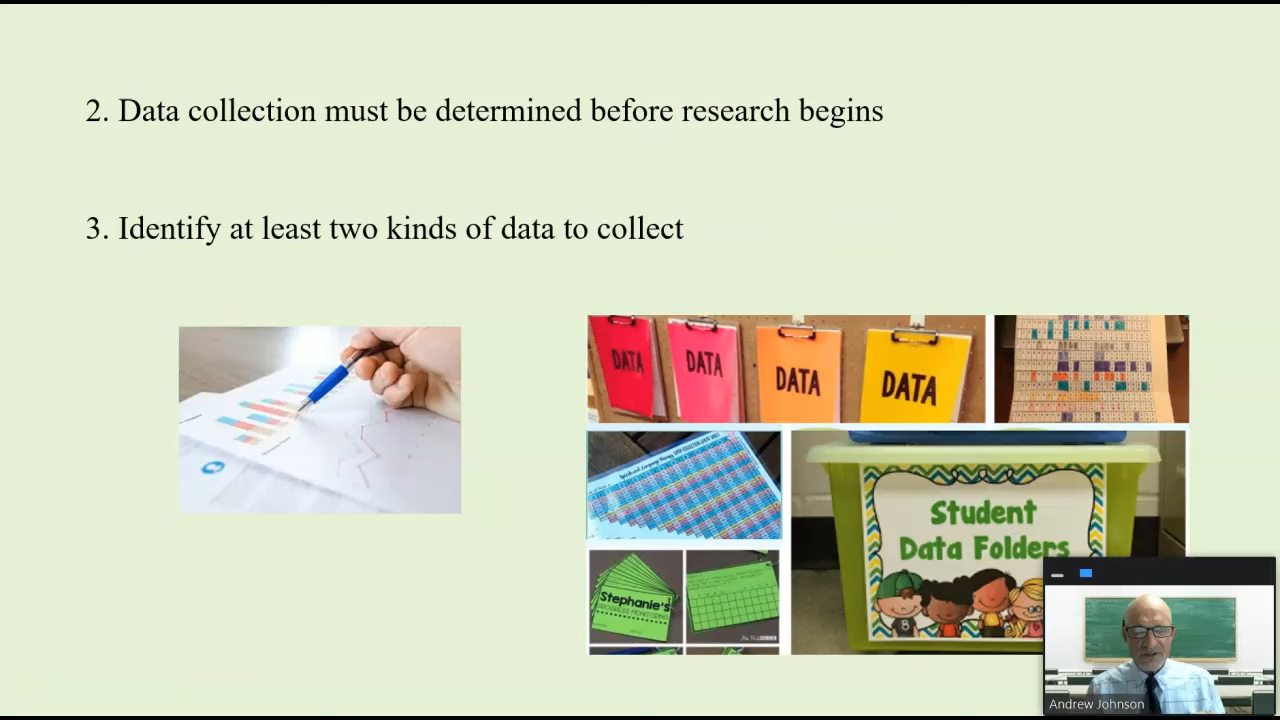 2. Data collection must be determined before research begins
3. Identify at least two kinds of data to collect
DATA
DATA
DATA
DATA
Student
Data Folders
Stephanie's
8
Andrew Johnson